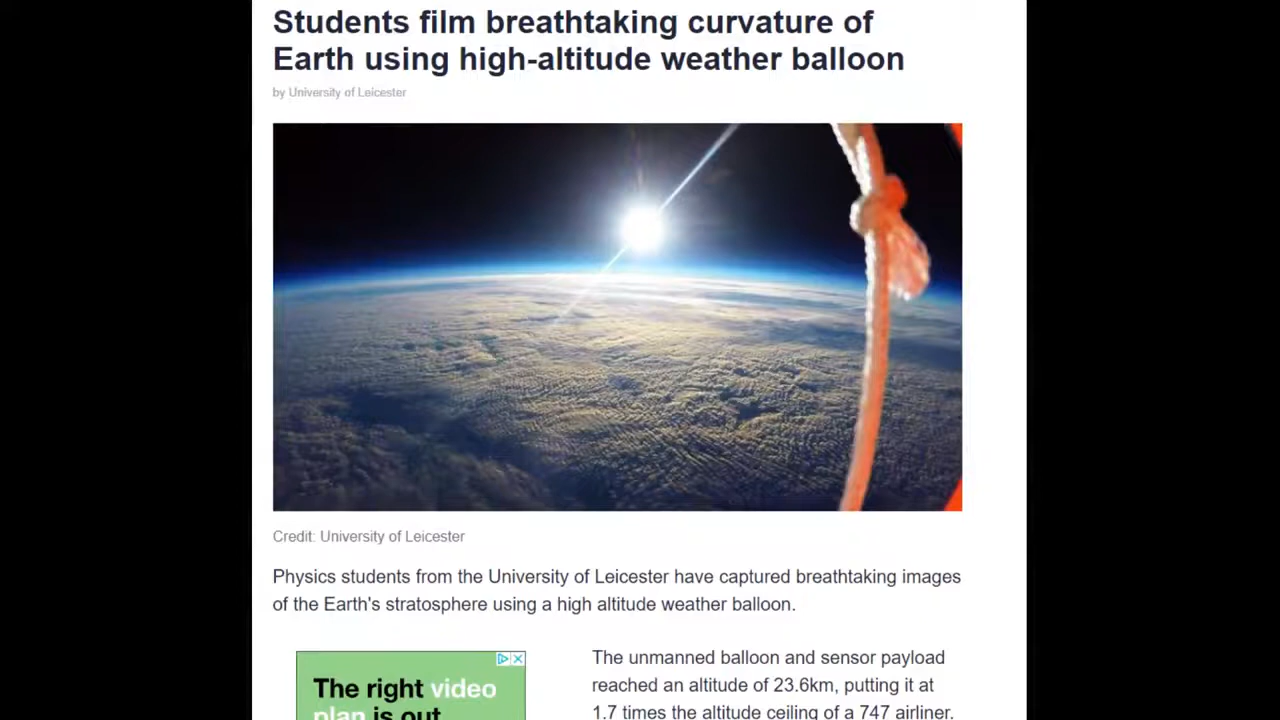 Students film breathtaking curvature of
Earth using high-altitude weather balloon
by University of Leicester
Credit: University of Leicester
Physics students from the University of Leicester have captured breathtaking images
of the Earth's stratosphere using a high altitude weather balloon.
The right video
plan is out
The unmanned balloon and sensor payload
reached an altitude of 23.6km, putting it at
1.7 times the altitude ceiling of a 747 airliner.